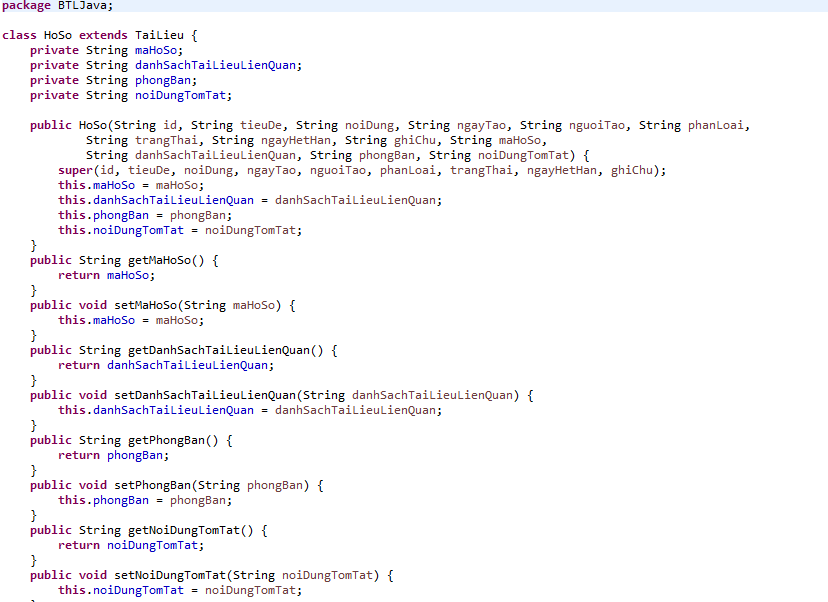 package BTLJava;

class HoSo extends TaiLieu {
    private String maHoSo;
    private String danhSachTaiLieuLienQuan;
    private String phongBan;
    private String noiDungTomTat;

    public HoSo(String id, String tieuDe, String noiDung, String ngayTao, String nguoiTao, String phanLoai,
            String trangThai, String ngayHetHan, String ghiChu, String maHoSo,
            String danhSachTaiLieuLienQuan, String phongBan, String noiDungTomTat) {
        super(id, tieuDe, noiDung, ngayTao, nguoiTao, phanLoai, trangThai, ngayHetHan, ghiChu);
        this.maHoSo = maHoSo;
        this.danhSachTaiLieuLienQuan = danhSachTaiLieuLienQuan;
        this.phongBan = phongBan;
        this.noiDungTomTat = noiDungTomTat;
    }
    public String getMaHoSo() {
        return maHoSo;
    }
    public void setMaHoSo(String maHoSo) {
        this.maHoSo = maHoSo;
    }
    public String getDanhSachTaiLieuLienQuan() {
        return danhSachTaiLieuLienQuan;
    }
    public void setDanhSachTaiLieuLienQuan(String danhSachTaiLieuLienQuan) {
        this.danhSachTaiLieuLienQuan = danhSachTaiLieuLienQuan;
    }
    public String getPhongBan() {
        return phongBan;
    }
    public void setPhongBan(String phongBan) {
        this.phongBan = phongBan;
    }
    public String getNoiDungTomTat() {
        return noiDungTomTat;
    }
    public void setNoiDungTomTat(String noiDungTomTat) {
        this.noiDungTomTat = noiDungTomTat;